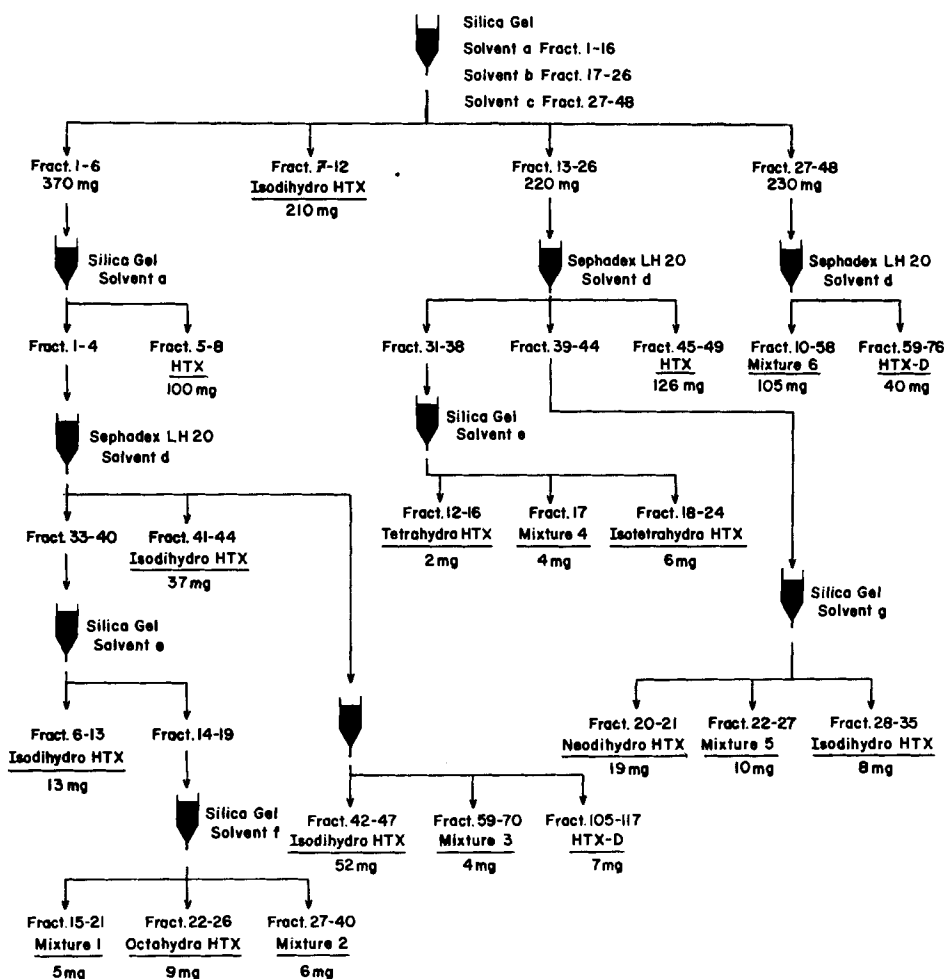 Silica Gel
Solvent a Fract. 1-16
Solvent b Fract. 17-26
Solvent c Fract. 27-48
Fract. 1-6
370 mg
Fract. 7-12
Isodihydro HTX
210 mg
Fract. 13-26
220 mg
Fract. 27-48
230 mg
Silica Gel
Solvent a
Sephadex LH 20
Solvent d
Sephadex LH 20
Solvent d
Fract. 1-4
Fract. 5-8
HTX
100 mg
Fract. 31-38
Fract. 39-44
Fract. 45-49
HTX
126 mg
Fract. 10-58
Mixture 6
105 mg
Fract. 59-76
HTX-D
40 mg
Sephadex LH 20
Solvent d
Silica Gel
Solvent e
Fract. 33-40
Fract. 41-44
Isodihydro HTX
37 mg
Fract. 12-16
Tetrahydro HTX
2 mg
Fract. 17
Mixture 4
4 mg
Fract. 18-24
Isotetrahydro HTX
6 mg
Silica Gel
Solvent e
Silica Gel
Solvent g
Fract. 6-13
Isodihydro HTX
13 mg
Fract. 14-19
Fract. 20-21
Neodihydro HTX
19 mg
Fract. 22-27
Mixture 5
10 mg
Fract. 28-35
Isodihydro HTX
8 mg
Silica Gel
Solvent f
Fract. 42-47
Isodihydro HTX
52 mg
Fract. 59-70
Mixture 3
4 mg
Fract. 105-117
HTX-D
7 mg
Fract. 15-21
Mixture 1
5 mg
Fract. 22-26
Octahydra HTX
9 mg
Fract. 27-40
Mixture 2
6 mg